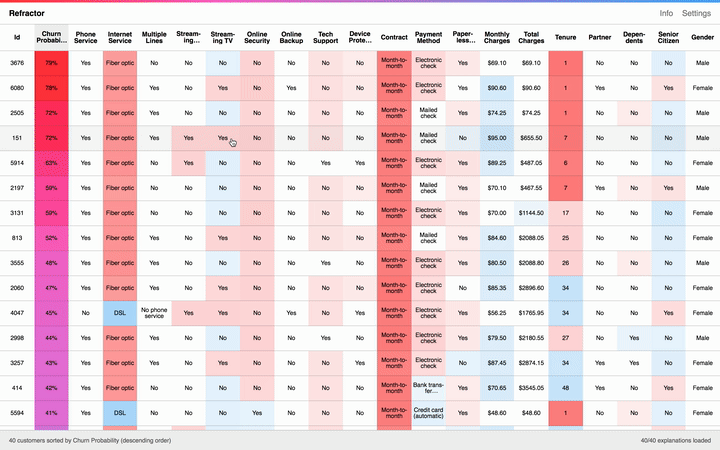 Refractor Info Settings
Id Churn Probabi... Phone Service Internet Service Multiple Lines Stream-ing... Stream-ing TV Online Security Online Backup Tech Support Device Prote... Contract Payment Method Paper-less... Monthly Charges Total Charges Tenure Partner Depen-dents Senior Citizen Gender
3676 79% Yes Fiber optic No No No No No No No Month-to-month Electronic check Yes $69.10 $69.10 1 No No No Male
6080 78% Yes Fiber optic Yes No Yes No Yes No No Month-to-month Electronic check Yes $90.60 $90.60 1 No No Yes Female
2505 72% Yes Fiber optic Yes No No No No No No Month-to-month Mailed check Yes $74.25 $74.25 1 No No No Male
151 72% Yes Fiber optic Yes Yes Yes No No No No Month-to-month Mailed check No $95.00 $655.50 7 No No No Male
5914 63% Yes Fiber optic No Yes No No No Yes Yes Month-to-month Electronic check Yes $89.25 $487.05 6 No No No Female
2197 59% Yes Fiber optic No No No No No No No Month-to-month Mailed check Yes $70.10 $467.55 7 Yes No Yes Male
3131 59% Yes Fiber optic No No No No No No No Month-to-month Electronic check Yes $70.00 $1144.50 17 No No No Female
813 52% Yes Fiber optic Yes No Yes No No No No Month-to-month Mailed check Yes $84.60 $2088.05 25 No No No Female
3555 48% Yes Fiber optic Yes No No No No Yes No Month-to-month Electronic check Yes $80.50 $2088.80 26 No No No Female
2060 47% Yes Fiber optic Yes No Yes No No No No Month-to-month Electronic check No $85.35 $2896.60 34 No No No Female
4047 45% No DSL No phone service Yes Yes No Yes No Yes Month-to-month Electronic check Yes $56.25 $1765.95 34 No No Yes Female
2998 44% Yes Fiber optic Yes No No No No Yes No Month-to-month Electronic check Yes $79.50 $2180.55 27 No Yes No Male
3257 43% Yes Fiber optic Yes No Yes No No No Yes Month-to-month Electronic check No $87.45 $2874.15 34 Yes Yes No Female
414 42% Yes Fiber optic Yes No No No No No No Month-to-month Bank trans-fer... Yes $70.65 $3545.05 48 Yes No Yes Female
5594 41% Yes DSL No No No Yes No No No Month-to-month Credit card (automatic) Yes $48.60 $48.60 1 No No No Male
40 customers sorted by Churn Probability (descending order) 40/40 explanations loaded